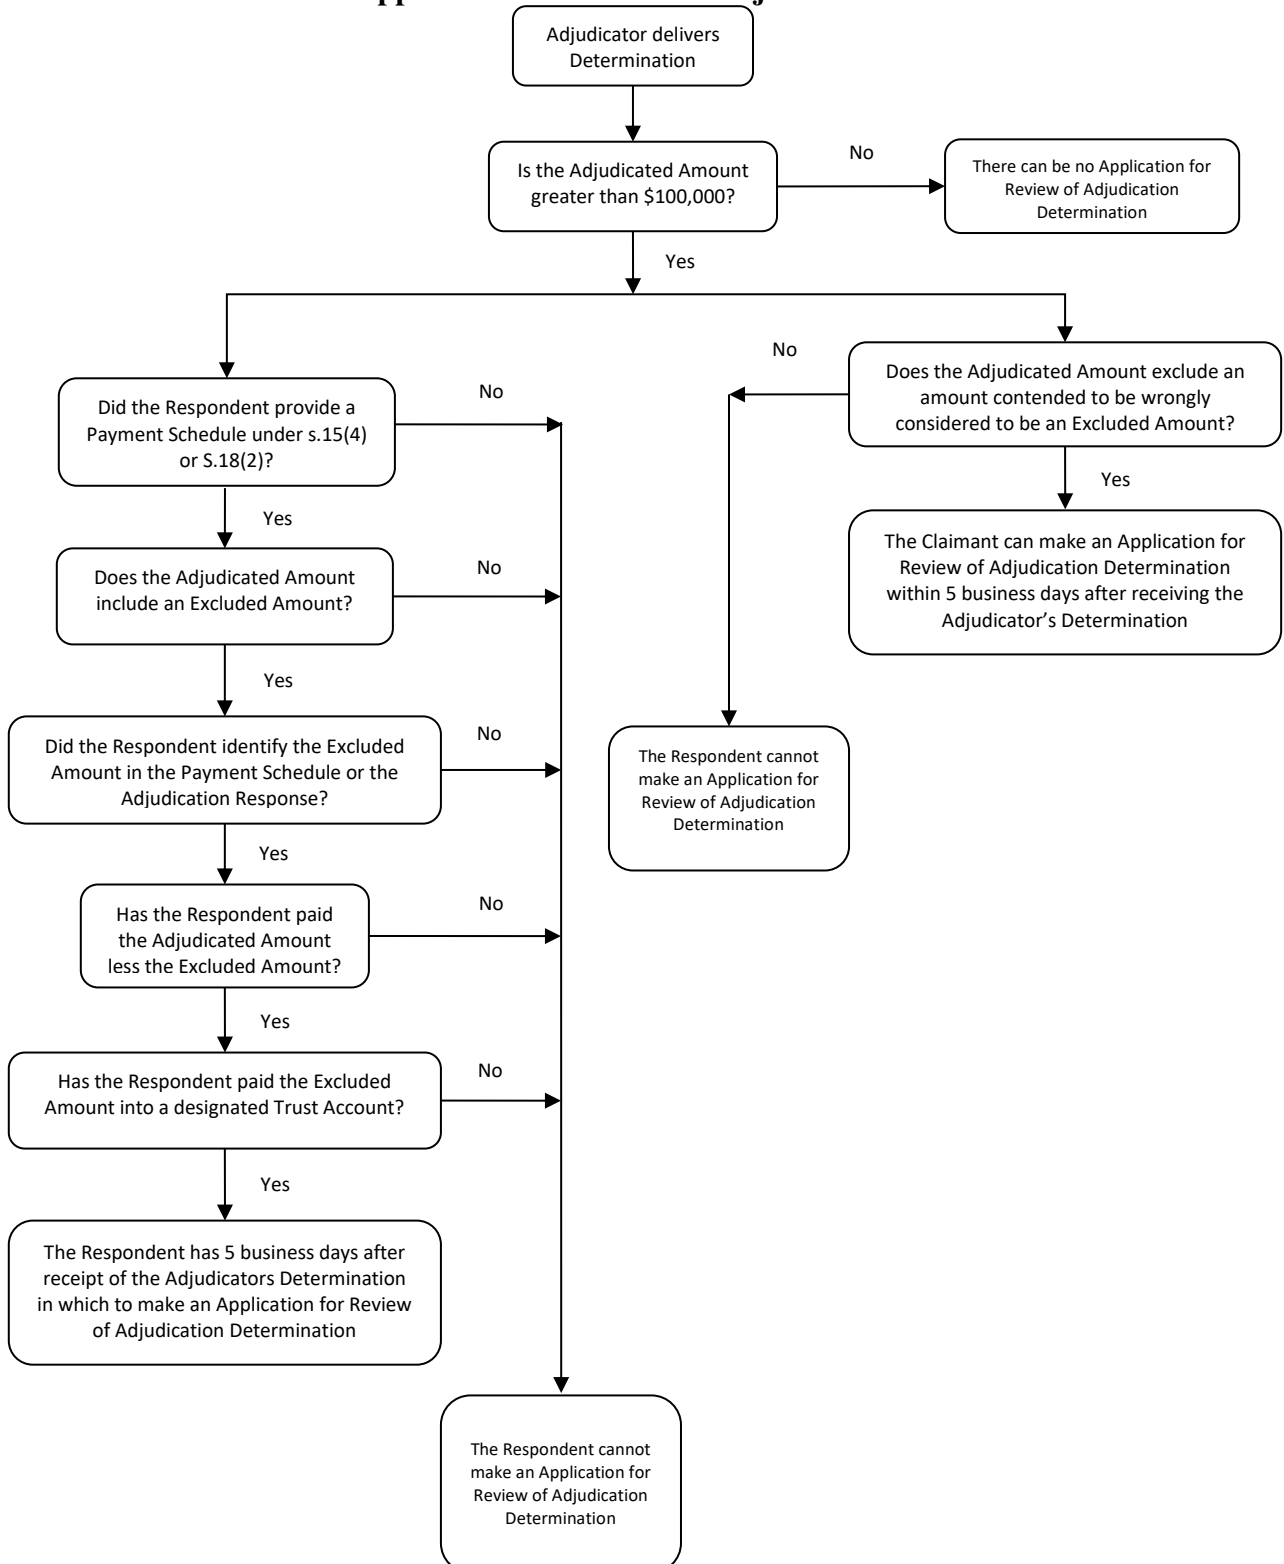 Adjudicator delivers
Determination
Is the Adjudicated Amount
greater than $100,000?
No
There can be no Application for
Review of Adjudication
Determination
Yes
Did the Respondent provide a
Payment Schedule under s.15(4)
or S.18(2)?
No
Yes
Does the Adjudicated Amount
include an Excluded Amount?
No
Yes
Did the Respondent identify the Excluded
Amount in the Payment Schedule or the
Adjudication Response?
No
Yes
Has the Respondent paid
the Adjudicated Amount
less the Excluded Amount?
No
Yes
Has the Respondent paid the Excluded
Amount into a designated Trust Account?
No
Yes
The Respondent has 5 business days after
receipt of the Adjudicators Determination
in which to make an Application for Review
of Adjudication Determination
The Respondent cannot
make an Application for
Review of Adjudication
Determination
No
Does the Adjudicated Amount exclude an
amount contended to be wrongly
considered to be an Excluded Amount?
Yes
The Claimant can make an Application for
Review of Adjudication Determination
within 5 business days after receiving the
Adjudicator’s Determination
The Respondent cannot
make an Application for
Review of Adjudication
Determination